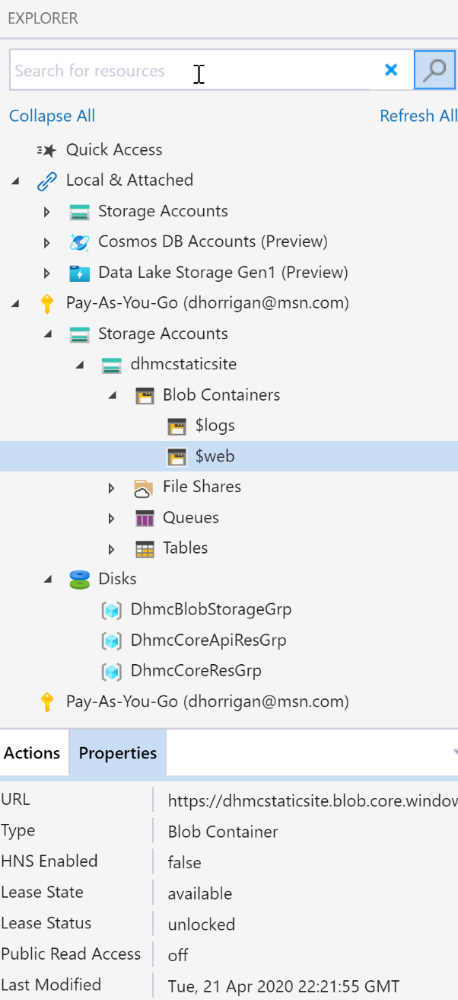 EXPLORER
Search for resources
Collapse All Refresh All
Quick Access
Local & Attached
Storage Accounts
Cosmos DB Accounts (Preview)
Data Lake Storage Gen1 (Preview)
Pay-As-You-Go (dhorrigan@msn.com)
Storage Accounts
dhmcstaticsite
Blob Containers
$logs
$web
File Shares
Queues
Tables
Disks
DhmcBlobStorageGrp
DhmcCoreApiResGrp
DhmcCoreResGrp
Pay-As-You-Go (dhorrigan@msn.com)
Actions Properties
URL https://dhmcstaticsite.blob.core.window
Type Blob Container
HNS Enabled false
Lease State available
Lease Status unlocked
Public Read Access off
Last Modified Tue, 21 Apr 2020 22:21:55 GMT